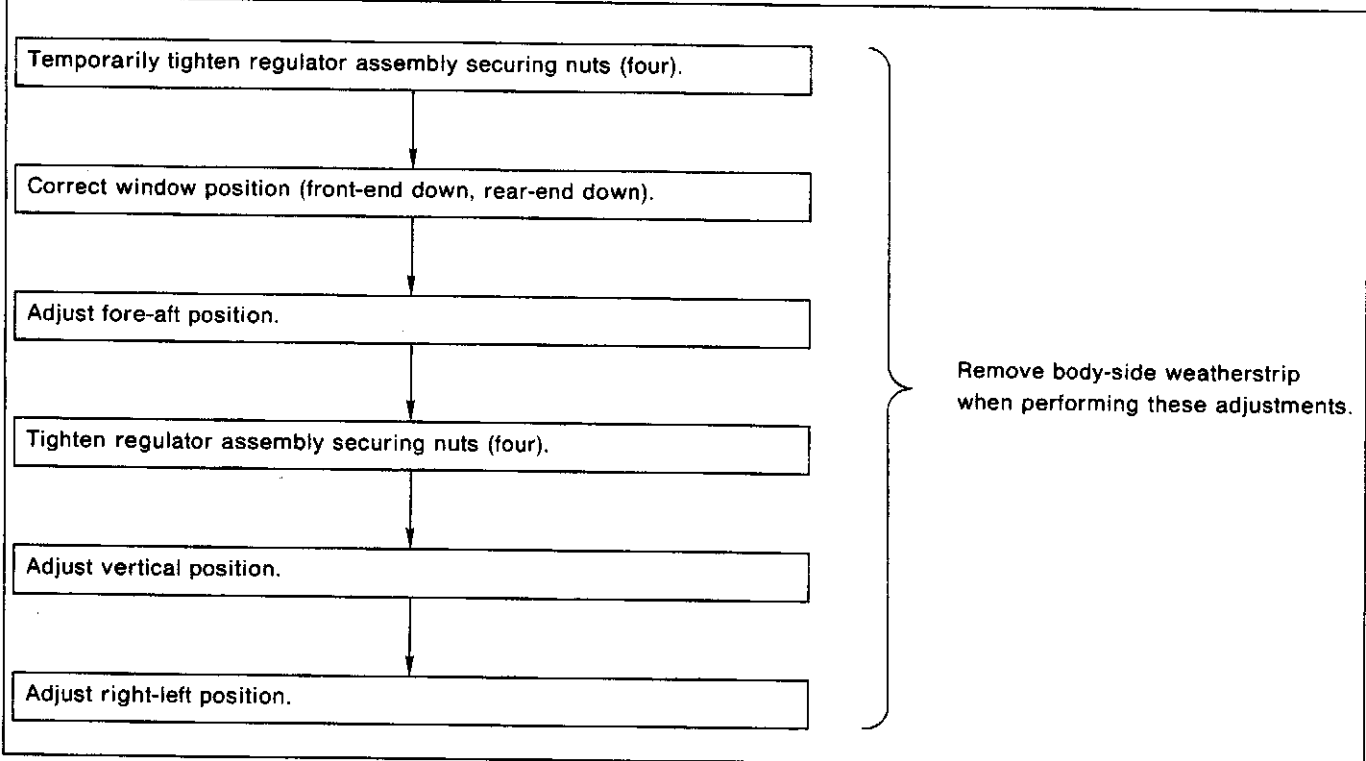 Temporarily tighten regulator assembly securing nuts (four).
Correct window position (front-end down, rear-end down).
Adjust fore-aft position.
Tighten regulator assembly securing nuts (four).
Adjust vertical position.
Adjust right-left position.
Remove body-side weatherstrip
when performing these adjustments.